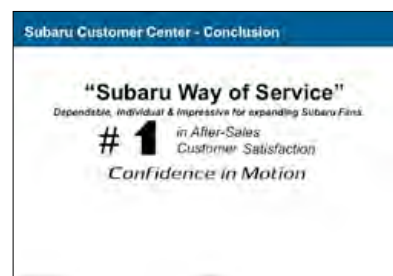 Subaru Customer Center - Conclusion
“Subaru Way of Service”
Dependable, Individual & Impressive for expanding Subaru Fans.
# 1 in After-Sales
Customer Satisfaction
Confidence in Motion